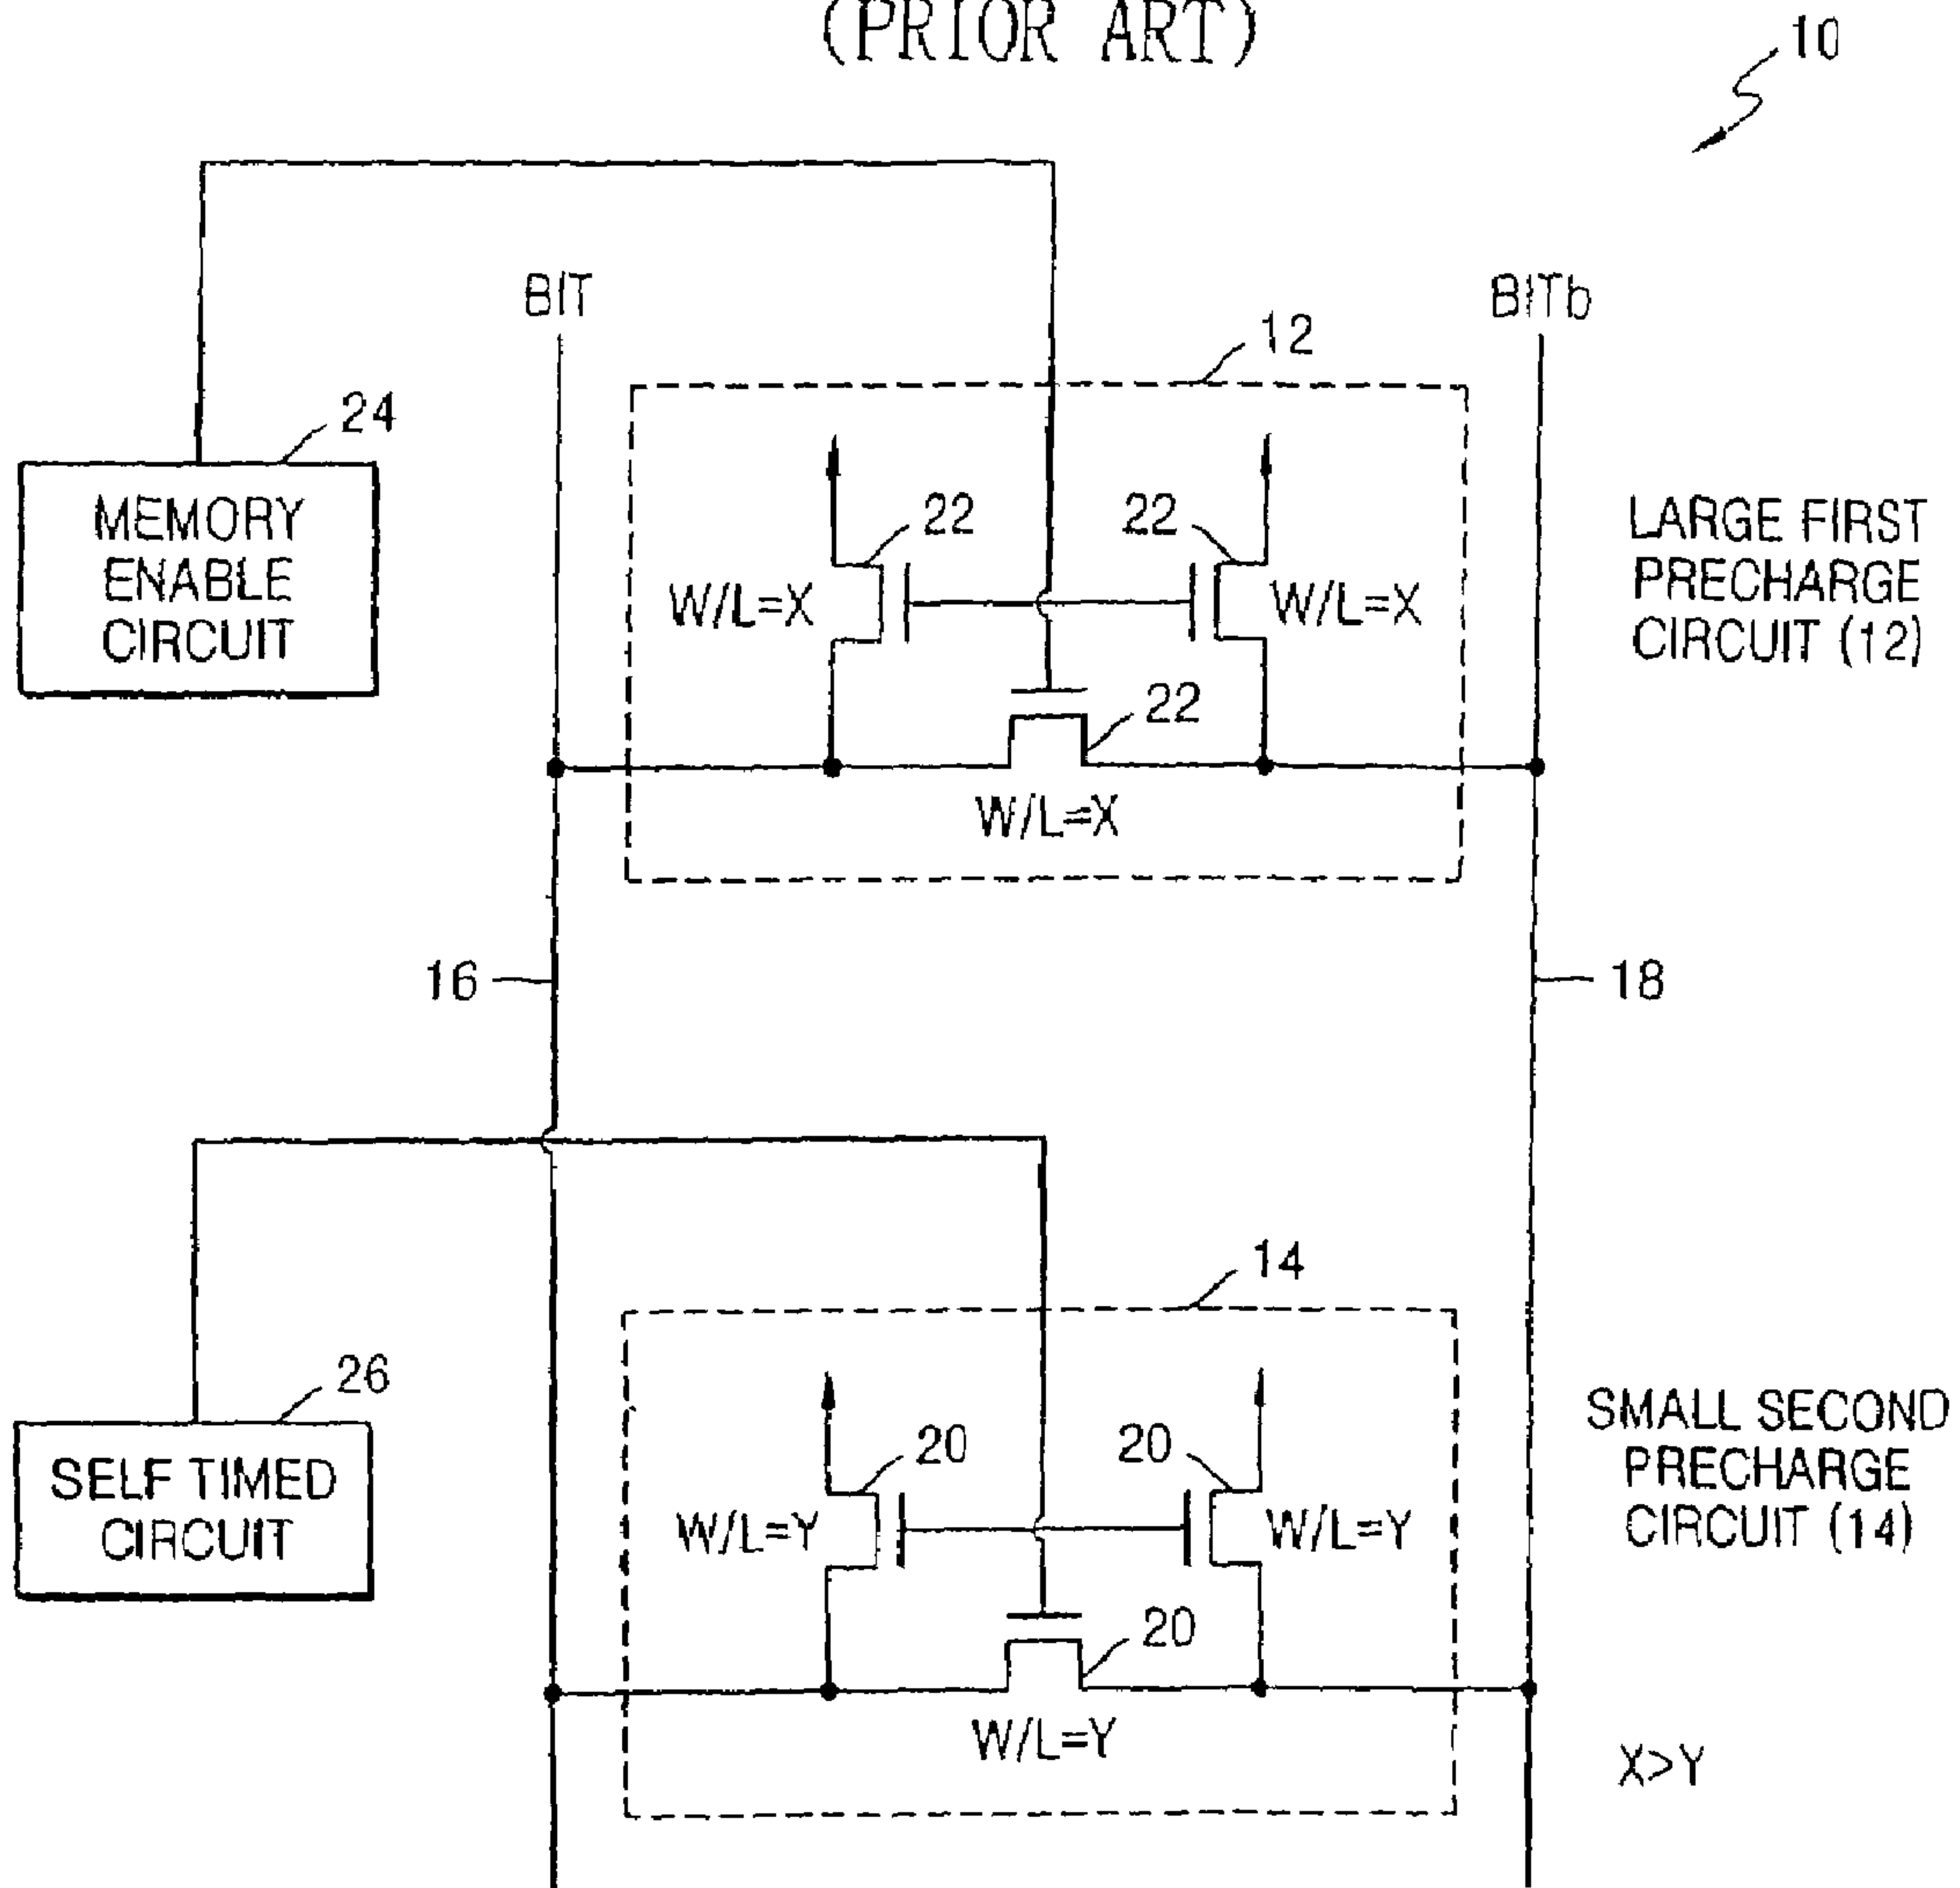 (PRIOR ART)
10
BIT
BITb
12
24
MEMORY
ENABLE
CIRCUIT
22
22
W/L=X
W/L=X
22
W/L=X
LARGE FIRST
PRECHARGE
CIRCUIT (12)
16
18
14
26
SELF TIMED
CIRCUIT
20
20
W/L=Y
W/L=Y
20
W/L=Y
SMALL SECOND
PRECHARGE
CIRCUIT (14)
X>Y